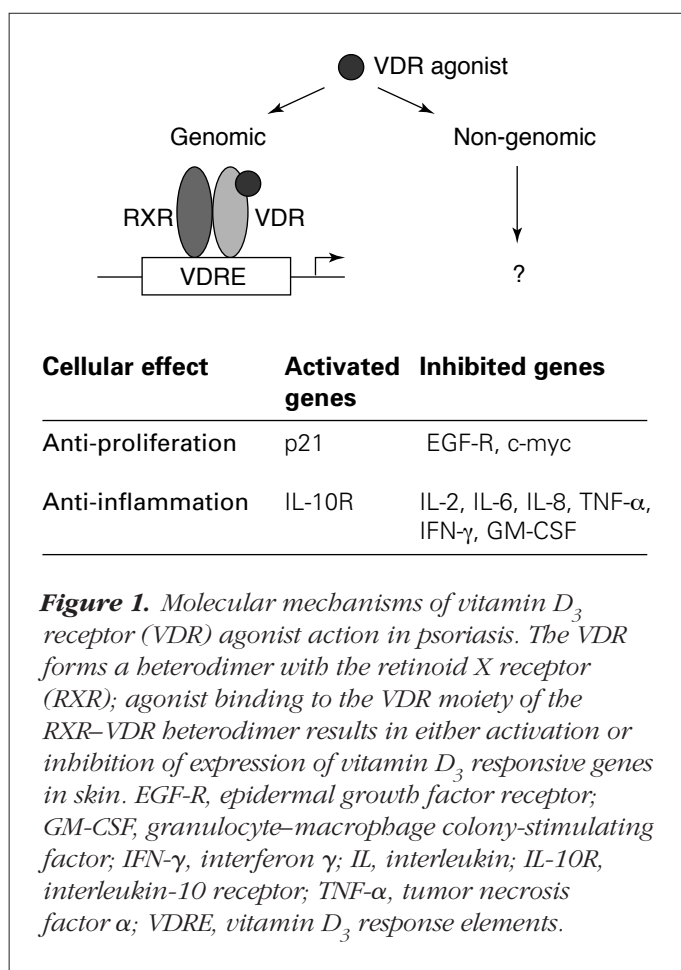 VDR agonist
Genomic
Non-genomic
RXR
VDR
VDRE
?
Cellular effect
Activated genes
Inhibited genes
Anti-proliferation
p21
EGF-R, c-myc
Anti-inflammation
IL-10R
IL-2, IL-6, IL-8, TNF-α,
IFN-γ, GM-CSF
Figure 1. Molecular mechanisms of vitamin D₃
receptor (VDR) agonist action in psoriasis. The VDR
forms a heterodimer with the retinoid X receptor
(RXR); agonist binding to the VDR moiety of the
RXR–VDR heterodimer results in either activation or
inhibition of expression of vitamin D₃ responsive genes
in skin. EGF-R, epidermal growth factor receptor;
GM-CSF, granulocyte–macrophage colony-stimulating
factor; IFN-γ, interferon γ; IL, interleukin; IL-10R,
interleukin-10 receptor; TNF-α, tumor necrosis
factor α; VDRE, vitamin D₃ response elements.